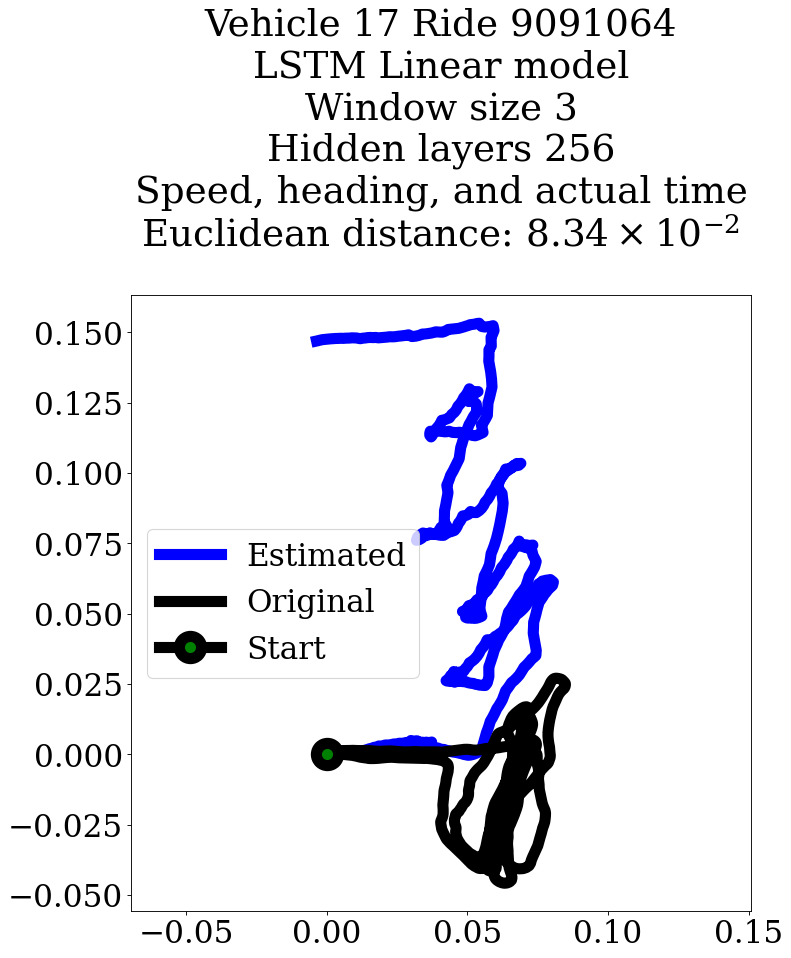 Vehicle 17 Ride 9091064
LSTM Linear model
Window size 3
Hidden layers 256
Speed, heading, and actual time
Euclidean distance: 8.34 × 10⁻²
0.150
0.125
0.100
0.075
0.050
0.025
0.000
−0.025
−0.050
Estimated
Original
Start
−0.05
0.00
0.05
0.10
0.15